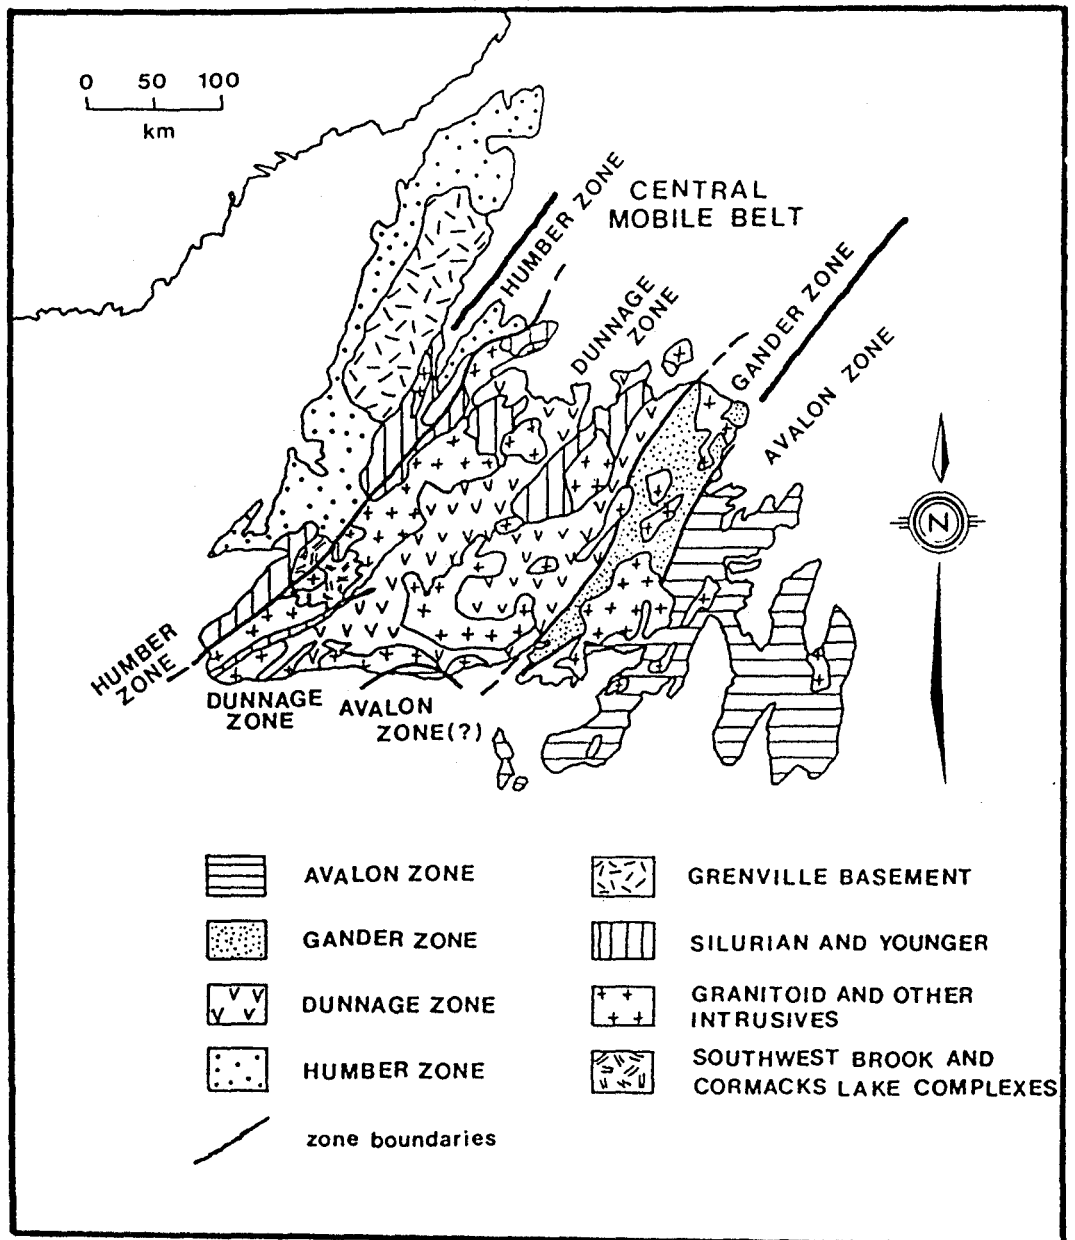 0 50 100
km
HUMBER ZONE
CENTRAL
MOBILE BELT
DUNNAGE
ZONE
GANDER ZONE
AVALON ZONE
N
HUMBER
ZONE
DUNNAGE
ZONE
AVALON
ZONE(?)
AVALON ZONE
GANDER ZONE
DUNNAGE ZONE
HUMBER ZONE
zone boundaries
GRENVILLE BASEMENT
SILURIAN AND YOUNGER
GRANITOID AND OTHER
INTRUSIVES
SOUTHWEST BROOK AND
CORMACKS LAKE COMPLEXES